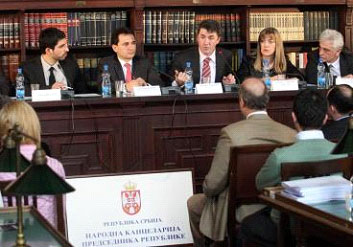 РЕПУБЛИКА СРБИЈА
НАРОДНА КАНЦЕЛАРИЈА
ПРЕДСЕДНИКА РЕПУБЛИКЕ